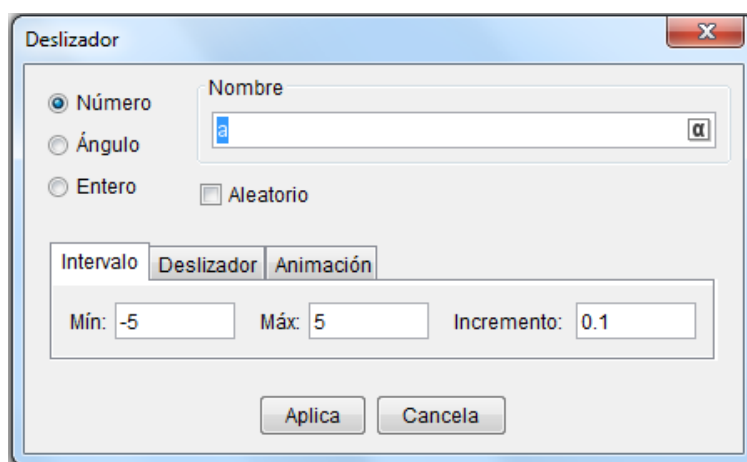 Deslizador
Número
Ángulo
Entero
Nombre
a
α
Aleatorio
Intervalo Deslizador Animación
Mín: -5 Máx: 5 Incremento: 0.1
Aplica Cancela